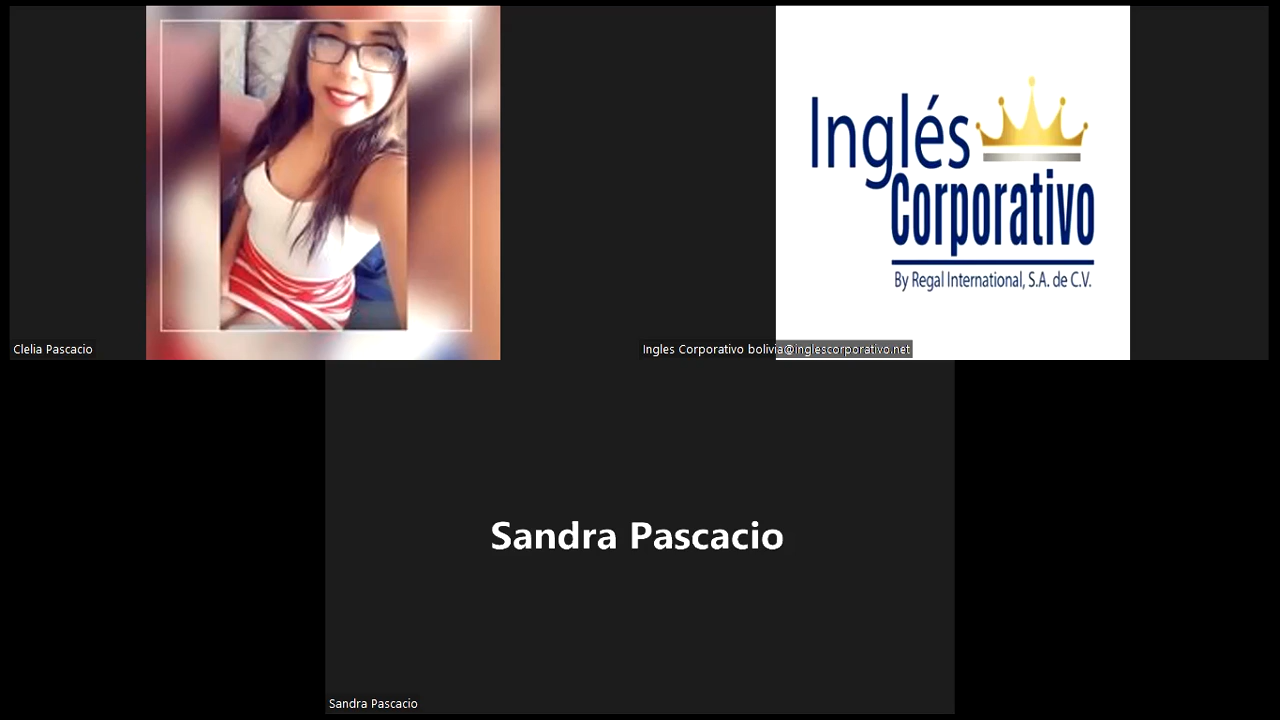 Inglés
Corporativo
By Regal International, S.A. de C.V.
Clelia Pascacio
Ingles Corporativo bolivia@inglescorporativo.net
Sandra Pascacio
Sandra Pascacio